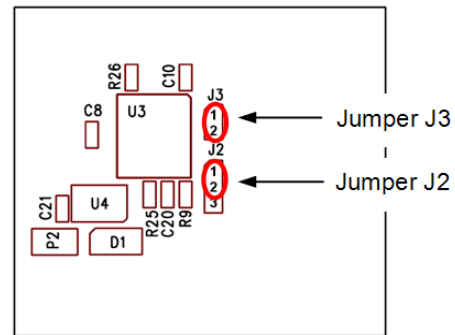 R26
C10
J3
C8
U3
1
2
Jumper J3
J2
1
2
3
Jumper J2
C21
U4
R25
C20
R9
P2
D1